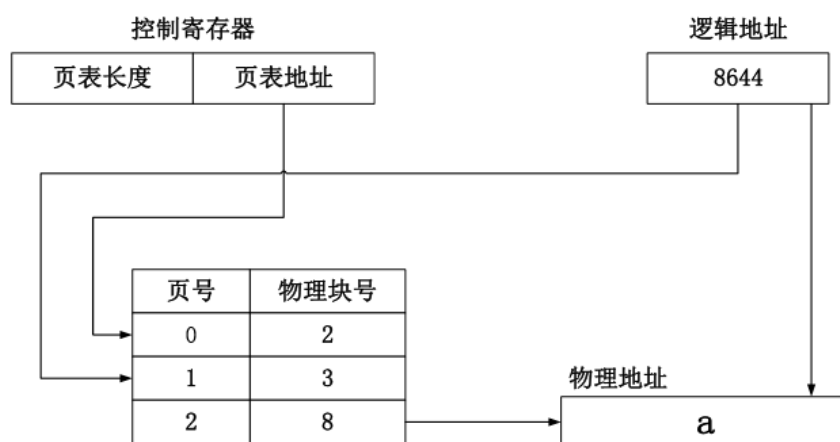 控制寄存器 逻辑地址
页表长度 页表地址 8644
页号 物理块号
0 2
1 3
物理地址
2 8 a